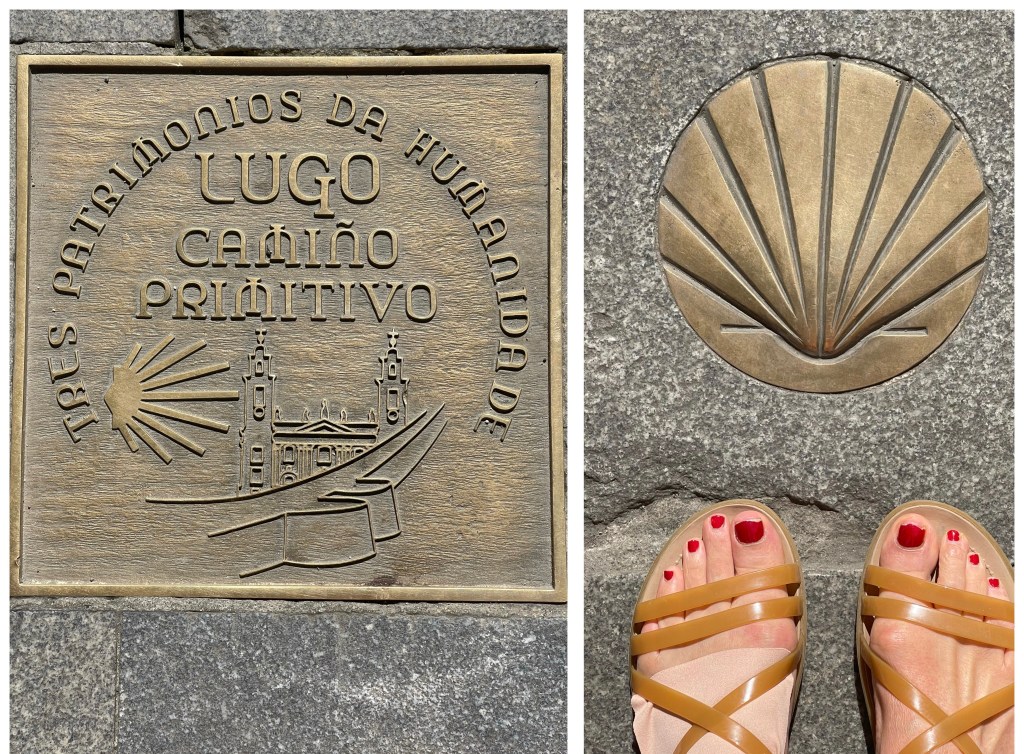 TRES PATRIMONIOS DA HUMANIDADE
LUGO
CAMIÑO
PRIMITIVO